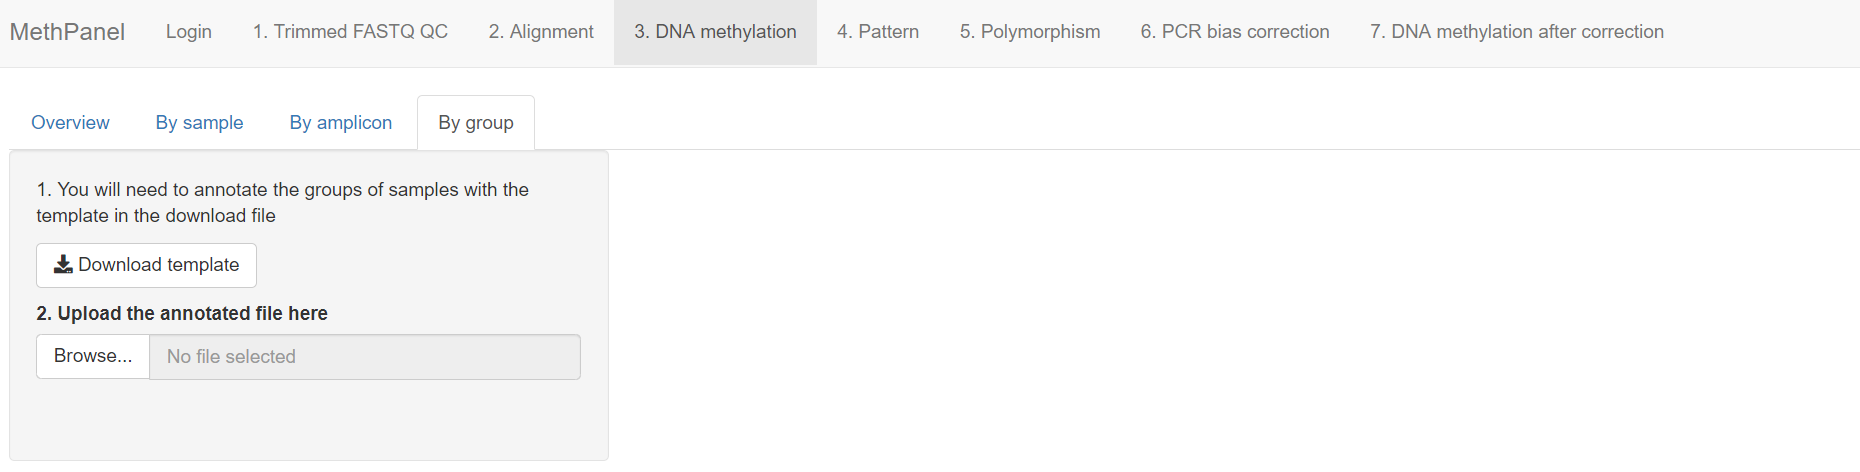 MethPanel Login 1. Trimmed FASTQ QC 2. Alignment 3. DNA methylation 4. Pattern 5. Polymorphism 6. PCR bias correction 7. DNA methylation after correction
Overview By sample By amplicon By group
1. You will need to annotate the groups of samples with the
template in the download file
Download template
2. Upload the annotated file here
Browse... No file selected